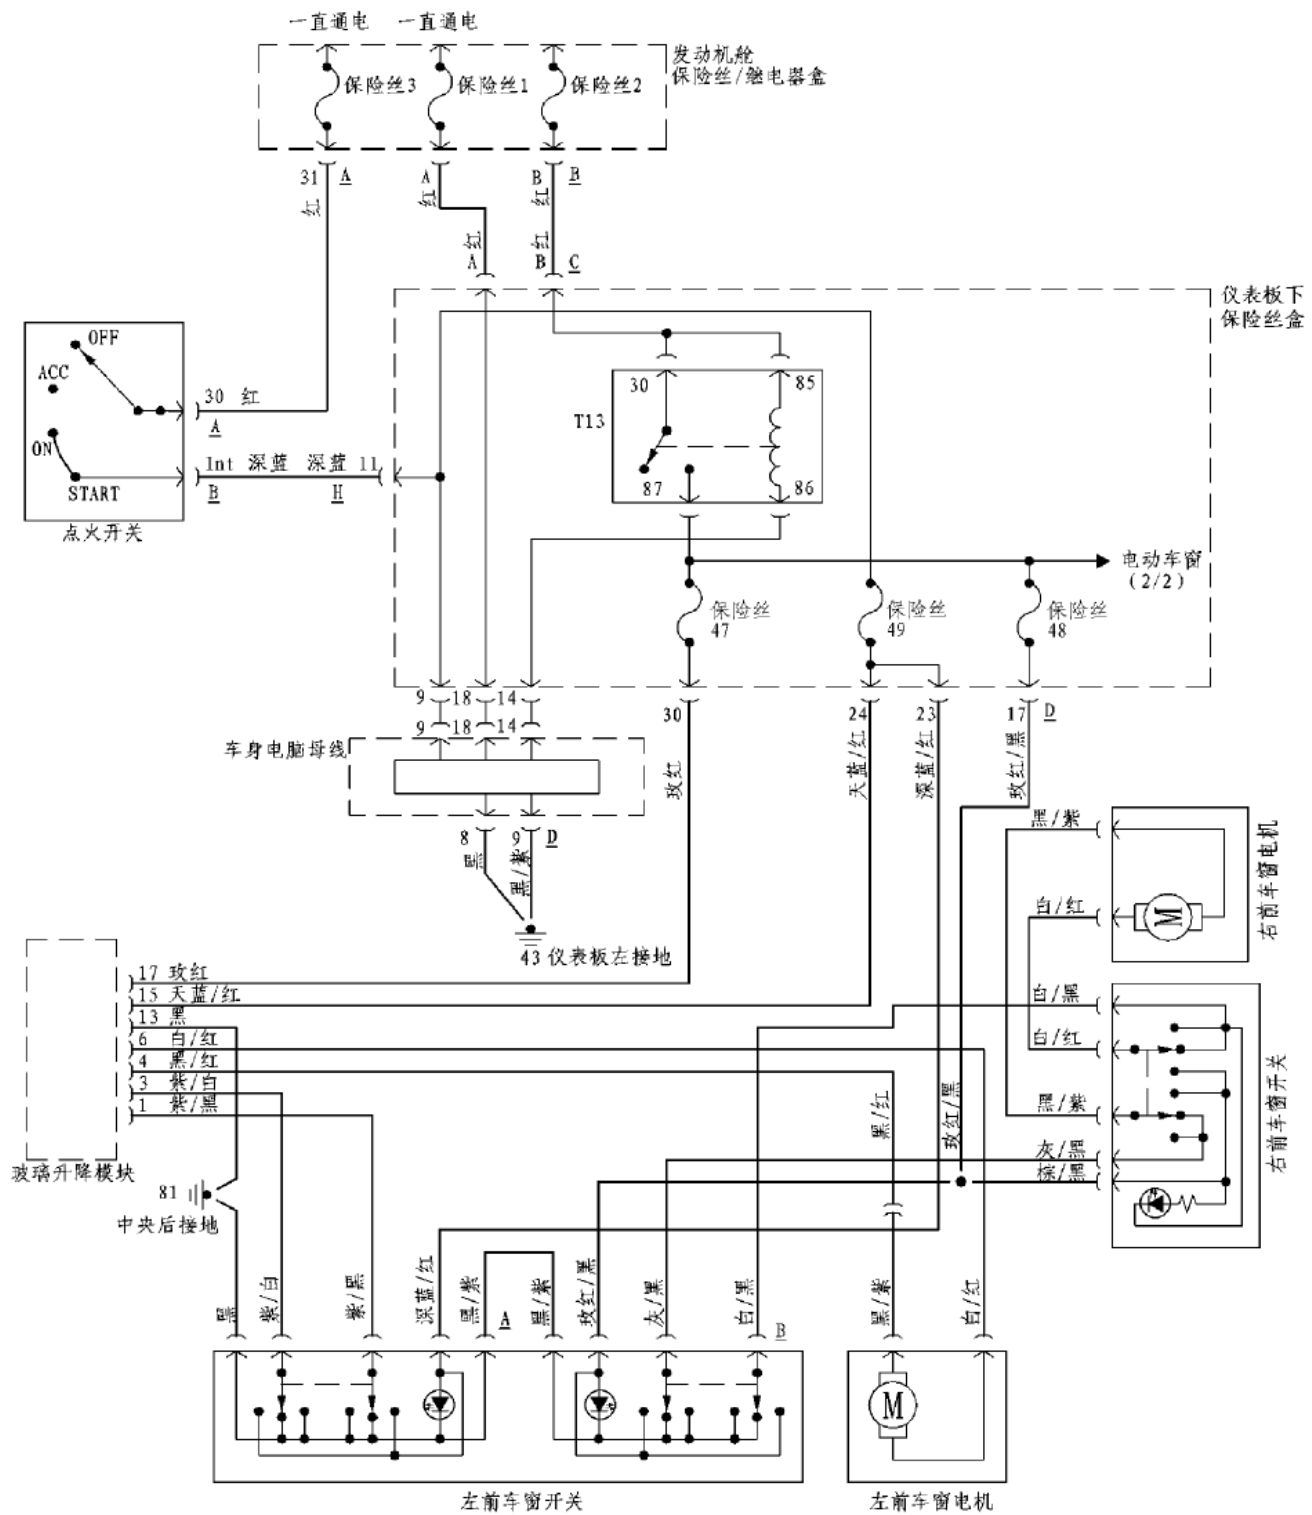 一直通电 一直通电
发动机舱
保险丝/继电器盒
保险丝3 保险丝1 保险丝2
31 A A B B
红 红 红
红 红
A B C
仪表板下
保险丝盒
OFF
ACC
ON
START
点火开关
30 红
A
Int 深蓝 深蓝 11
B H
T13
30 85
87 86
电动车窗
(2/2)
保险丝
47
保险丝
49
保险丝
48
9 18 14
9 18 14
30 24 23 17 D
玫红 天蓝/红 深蓝/红 玫红/黑
车身电脑母线
8 9 D
黑 黑/紫
43 仪表板左接地
黑/紫
白/红
M
右前车窗电机
17 玫红
15 天蓝/红
13 黑
6 白/红
4 黑/红
3 紫/白
1 紫/黑
玻璃升降模块
81
中央后接地
白/黑
白/红
黑/紫
灰/黑
棕/黑
右前车窗开关
黑/红 玫红/黑
黑 紫/白 紫/黑 深蓝/红 黑/紫 A 黑/紫 玫红/黑 灰/黑 白/黑 B
黑/紫 白/红
M
左前车窗开关
左前车窗电机